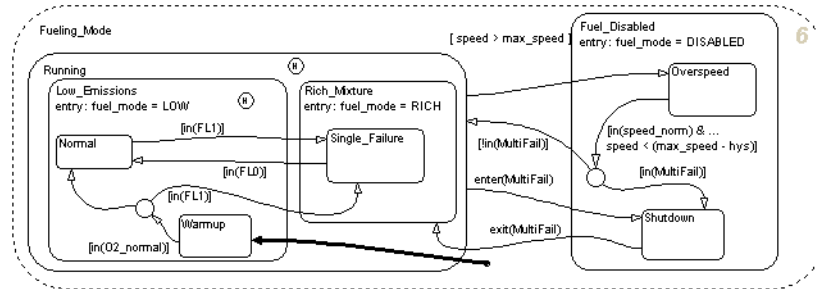 Fueling_Mode
6
Fuel_Disabled
entry: fuel_mode = DISABLED
[ speed > max_speed ]
Running
H
Overspeed
Low_Emissions
entry: fuel_mode = LOW
H
Rich_Mixture
entry: fuel_mode = RICH
[in(FL1)]
Normal
Single_Failure
[in(FL0)]
[in(speed_norm) & ...
speed < (max_speed - hys)]
[!in(MultiFail)]
[in(MultiFail)]
[in(FL1)]
enter(MultiFail)
Warmup
Shutdown
[in(O2_normal)]
exit(MultiFail)